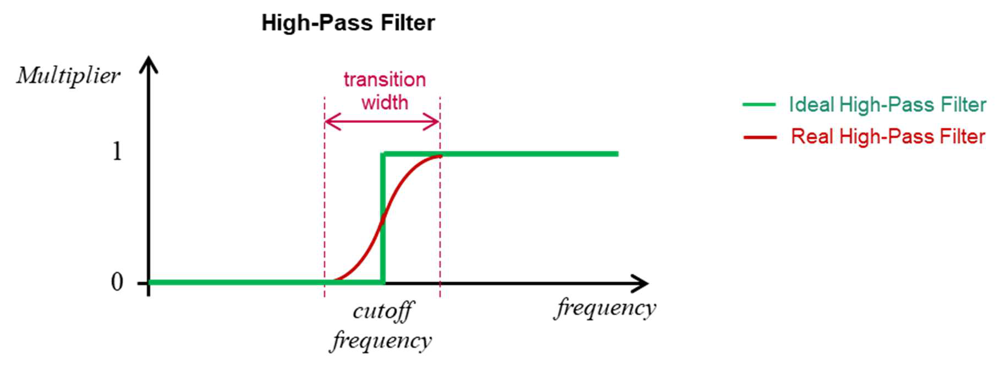 High-Pass Filter
Multiplier
transition
width
Ideal High-Pass Filter
Real High-Pass Filter
1
0
cutoff
frequency
frequency